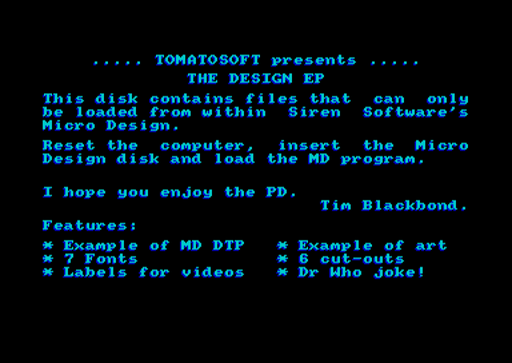 ..... TOMATOSOFT presents .....
THE DESIGN EP
This disk contains files that can only
be loaded from within Siren Software's
Micro Design.
Reset the computer, insert the Micro
Design disk and load the MD program.
I hope you enjoy the PD.
Tim Blackbond.
Features:
* Example of MD DTP * Example of art
* 7 Fonts * 6 cut-outs
* Labels for videos * Dr Who joke!